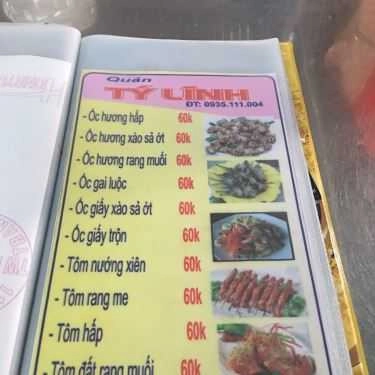 Quán
TÝ LĨNH
ĐT: 0935.111.004
- Ốc hương hấp 60k
- Ốc hương xào sả ớt 60k
- Ốc hương rang muối 60k
- Ốc gai luộc 60k
- Ốc giấy xào sả ớt 60k
- Ốc giấy trộn 60k
- Tôm nướng xiên 60k
- Tôm rang me 60k
- Tôm hấp 60k
- Tôm đất rang muối 60k